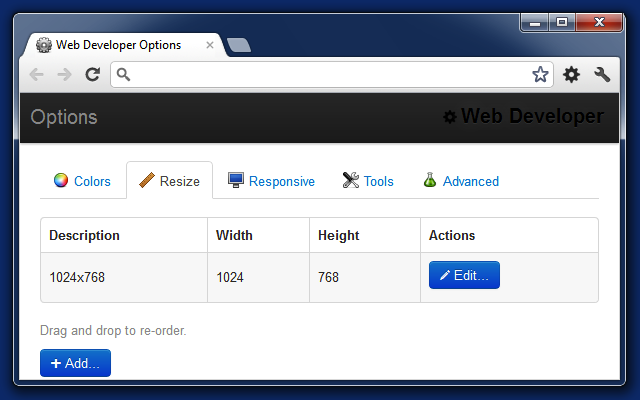 Web Developer Options
Options
Web Developer
Colors Resize Responsive Tools Advanced
Description Width Height Actions
1024x768 1024 768 Edit...
Drag and drop to re-order.
Add...